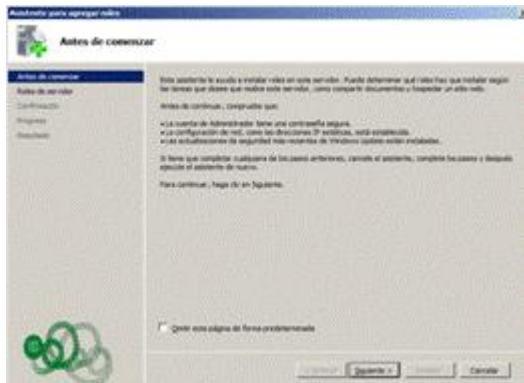 Asistente para agregar roles
Antes de comenzar
Antes de comenzar
Roles de servidor
Confirmación
Progreso
Resultados
Este asistente le ayuda a instalar roles en este servidor. Puede determinar qué roles hay que instalar según
las tareas que desee que realice este servidor, como compartir documentos u hospedar un sitio web.
Antes de continuar, compruebe que:
• La cuenta de Administrador tiene una contraseña segura.
• La configuración de red, como las direcciones IP estáticas, está establecida.
• Las actualizaciones de seguridad más recientes de Windows Update están instaladas.
Si tiene que completar cualquiera de los pasos anteriores, cancele el asistente, complete los pasos y después
ejecute el asistente de nuevo.
Para continuar, haga clic en Siguiente.
Omitir esta página de forma predeterminada
Siguiente >
Cancelar